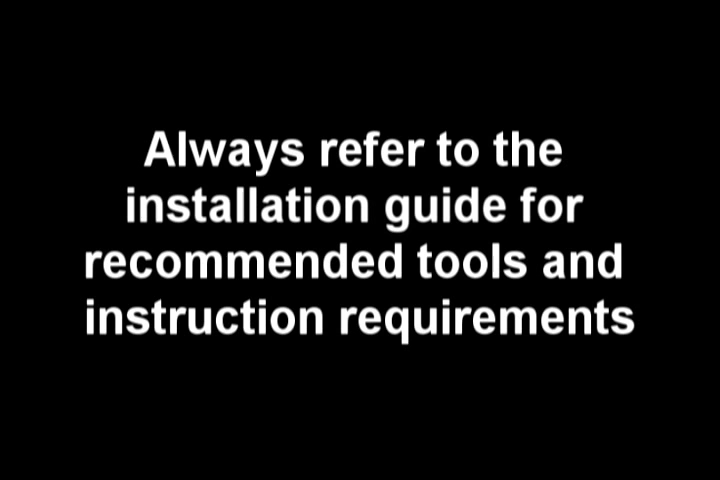 Always refer to the
installation guide for
recommended tools and
instruction requirements